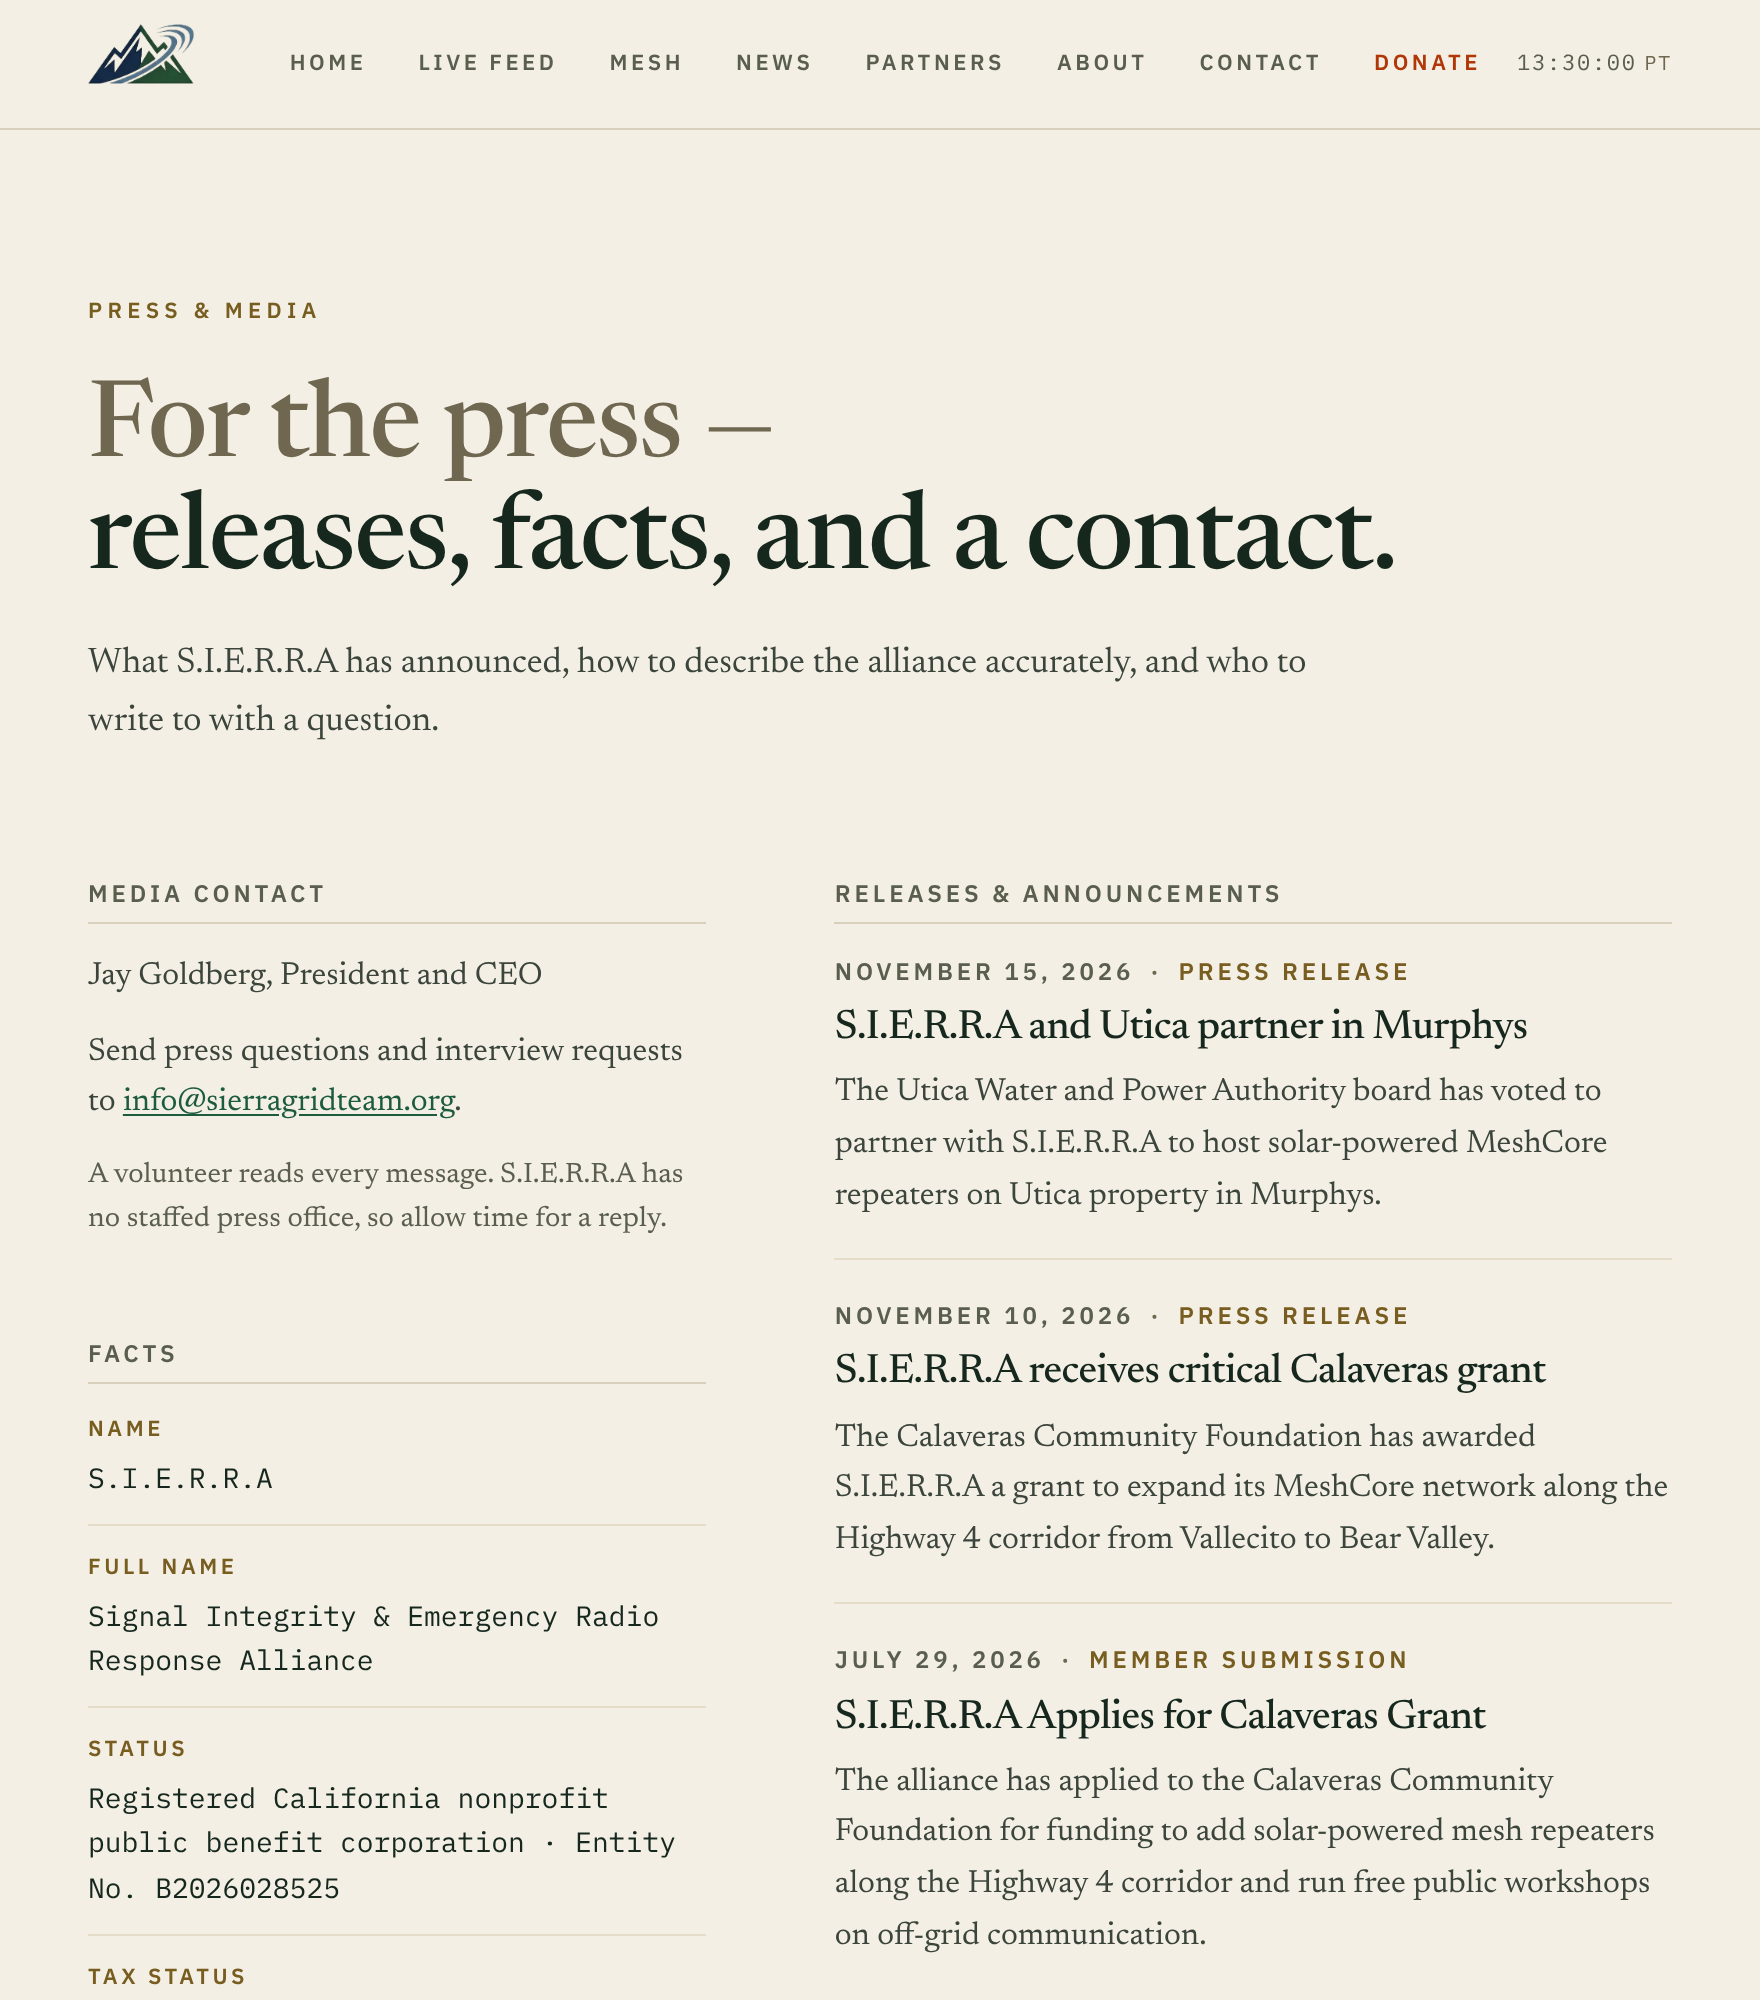 HOME LIVE FEED MESH NEWS PARTNERS ABOUT CONTACT DONATE 13:30:00 PT
PRESS & MEDIA
For the press —
releases, facts, and a contact.
What S.I.E.R.R.A has announced, how to describe the alliance accurately, and who to
write to with a question.
MEDIA CONTACT
Jay Goldberg, President and CEO
Send press questions and interview requests
to info@sierragridteam.org.
A volunteer reads every message. S.I.E.R.R.A has
no staffed press office, so allow time for a reply.
FACTS
NAME
S.I.E.R.R.A
FULL NAME
Signal Integrity & Emergency Radio
Response Alliance
STATUS
Registered California nonprofit
public benefit corporation · Entity
No. B2026028525
TAX STATUS
RELEASES & ANNOUNCEMENTS
NOVEMBER 15, 2026 · PRESS RELEASE
S.I.E.R.R.A and Utica partner in Murphys
The Utica Water and Power Authority board has voted to
partner with S.I.E.R.R.A to host solar-powered MeshCore
repeaters on Utica property in Murphys.
NOVEMBER 10, 2026 · PRESS RELEASE
S.I.E.R.R.A receives critical Calaveras grant
The Calaveras Community Foundation has awarded
S.I.E.R.R.A a grant to expand its MeshCore network along the
Highway 4 corridor from Vallecito to Bear Valley.
JULY 29, 2026 · MEMBER SUBMISSION
S.I.E.R.R.A Applies for Calaveras Grant
The alliance has applied to the Calaveras Community
Foundation for funding to add solar-powered mesh repeaters
along the Highway 4 corridor and run free public workshops
on off-grid communication.